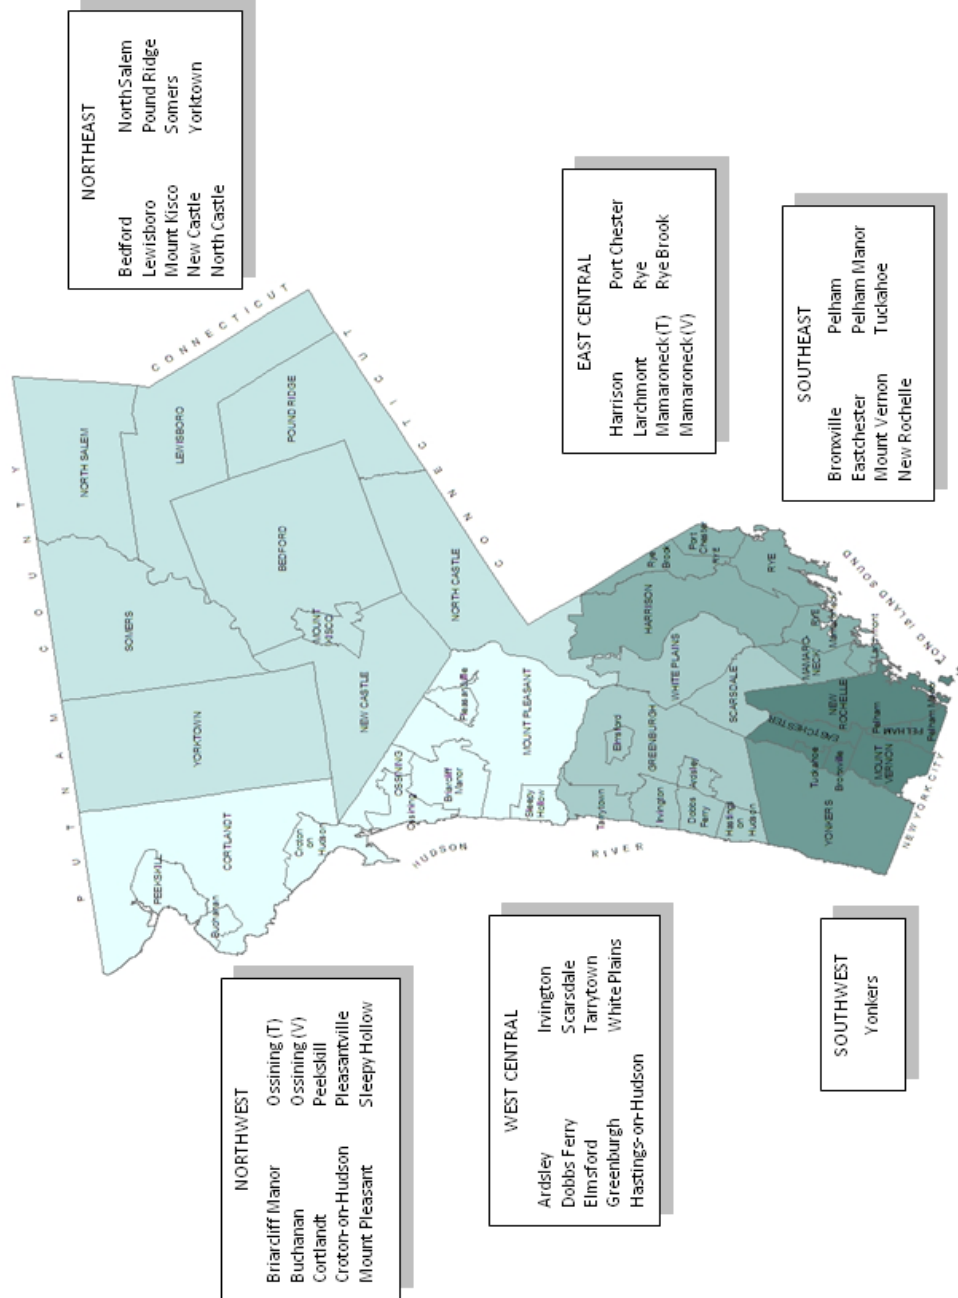 NORTHWEST
Briarcliff Manor Ossining (T)
Buchanan Ossining (V)
Cortlandt Peekskill
Croton-on-Hudson Pleasantville
Mount Pleasant Sleepy Hollow
WEST CENTRAL
Ardsley Irvington
Dobbs Ferry Scarsdale
Elmsford Tarrytown
Greenburgh White Plains
Hastings-on-Hudson
SOUTHWEST
Yonkers
NORTHEAST
Bedford North Salem
Lewisboro Pound Ridge
Mount Kisco Somers
New Castle Yorktown
North Castle
EAST CENTRAL
Harrison Port Chester
Larchmont Rye
Mamaroneck (T) Rye Brook
Mamaroneck (V)
SOUTHEAST
Bronxville Pelham
Eastchester Pelham Manor
Mount Vernon Tuckahoe
New Rochelle
PUTNAM COUNTY
CONNECTICUT
CONNECTICUT
HUDSON RIVER
LONG ISLAND SOUND
NEW YORK CITY
PEEKSKILL
Buchanan
CORTLANDT
Croton
on
Hudson
YORKTOWN
SOMERS
NORTH SALEM
LEWISBORO
POUND RIDGE
BEDFORD
MOUNT
KISCO
NEW CASTLE
NORTH CASTLE
OSSINING
Ossining
Briarcliff
Manor
Pleasantville
MOUNT PLEASANT
Sleepy
Hollow
Tarrytown
Elmsford
GREENBURGH
Irvington
Dobbs
Ferry
Ardsley
Hastings
on
Hudson
WHITE PLAINS
SCARSDALE
HARRISON
Rye
Brook
Port
Chester
RYE
RYE
RYE
MAMARO-
NECK
Larchmont
YONKERS
Tuckahoe
Bronxville
EASTCHESTER
NEW
ROCHELLE
MOUNT
VERNON
Pelham
PELHAM
Pelham Manor